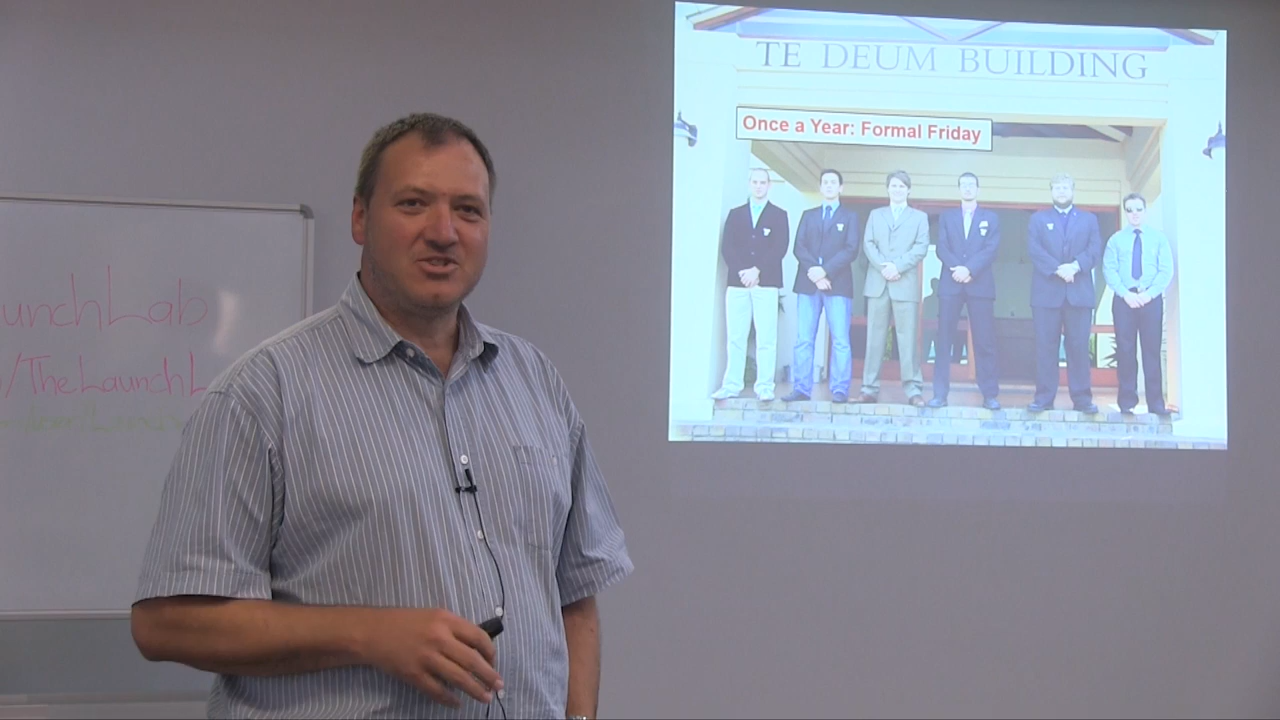 TE DEUM BUILDING
Once a Year: Formal Friday
unchLab
/TheLaunchL